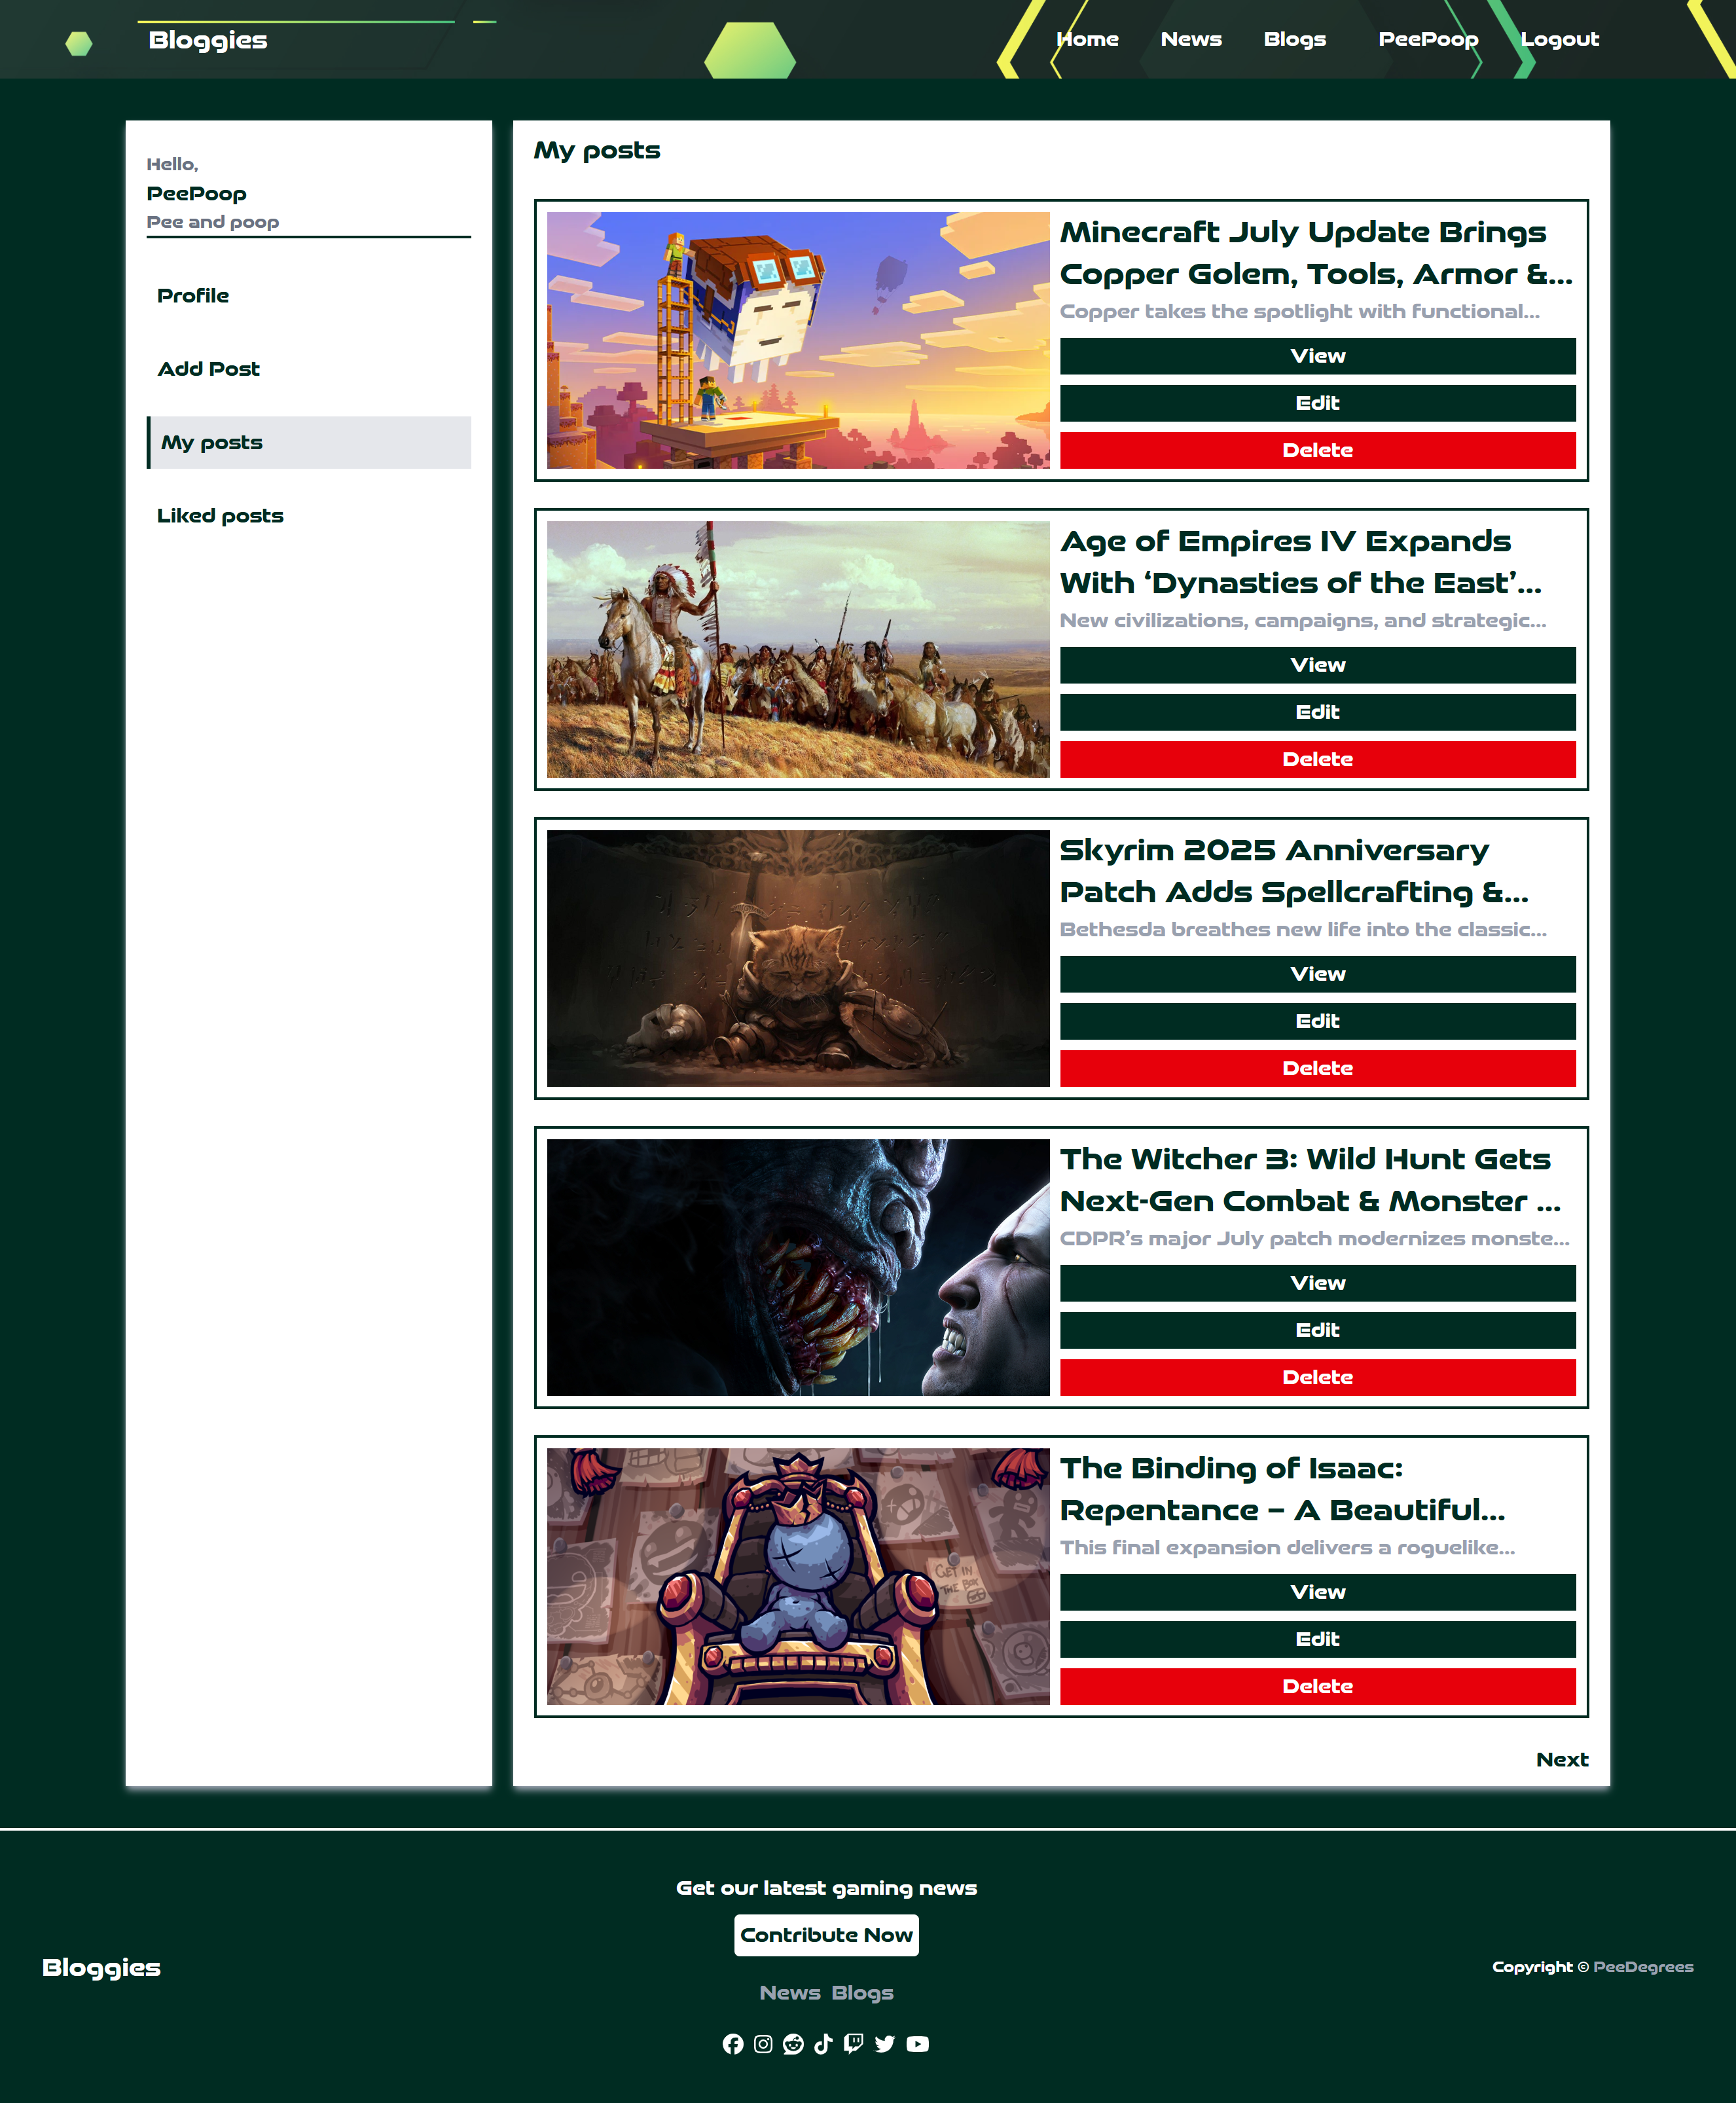 Bloggies
Home News Blogs PeePoop Logout
Hello,
PeePoop
Pee and poop
Profile
Add Post
My posts
Liked posts
My posts
Minecraft July Update Brings
Copper Golem, Tools, Armor &...
Copper takes the spotlight with functional...
View
Edit
Delete
Age of Empires IV Expands
With ‘Dynasties of the East’...
New civilizations, campaigns, and strategic...
View
Edit
Delete
Skyrim 2025 Anniversary
Patch Adds Spellcrafting &...
Bethesda breathes new life into the classic...
View
Edit
Delete
The Witcher 3: Wild Hunt Gets
Next-Gen Combat & Monster ...
CDPR’s major July patch modernizes monste...
View
Edit
Delete
GET IN
THE BOX
The Binding of Isaac:
Repentance – A Beautiful...
This final expansion delivers a roguelike...
View
Edit
Delete
Next
Get our latest gaming news
Contribute Now
Bloggies
News Blogs
Copyright © PeeDegrees